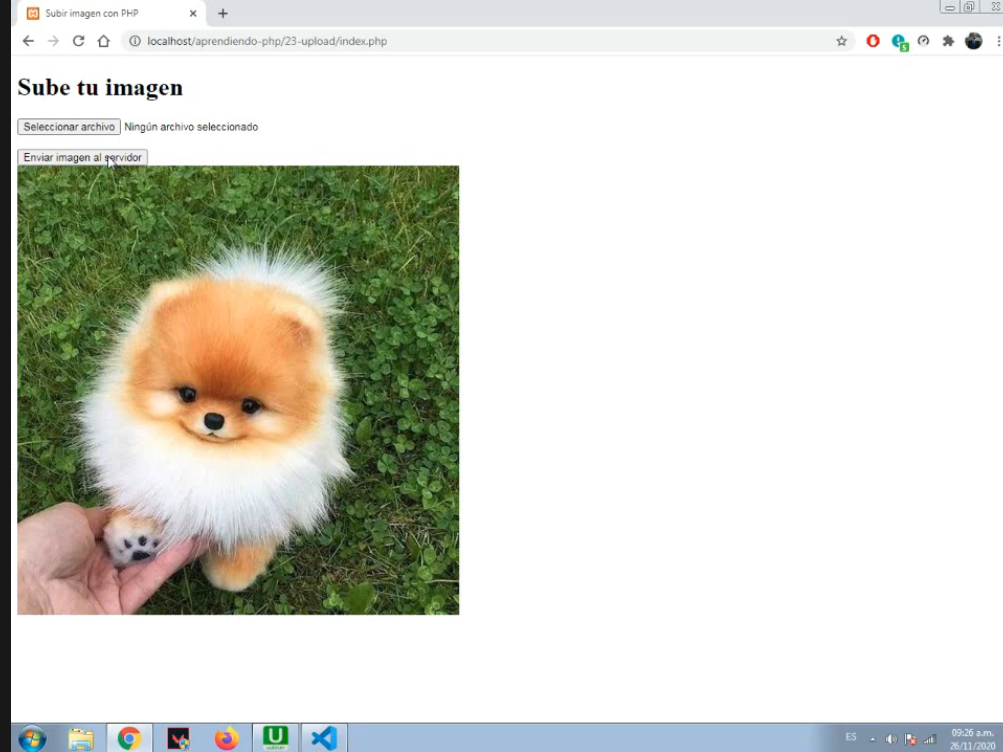 Subir imagen con PHP
localhost/aprendiendo-php/23-upload/index.php
5
Sube tu imagen
Seleccionar archivo Ningún archivo seleccionado
Enviar imagen al servidor
U
ES
09:26 a.m.
26/11/2020